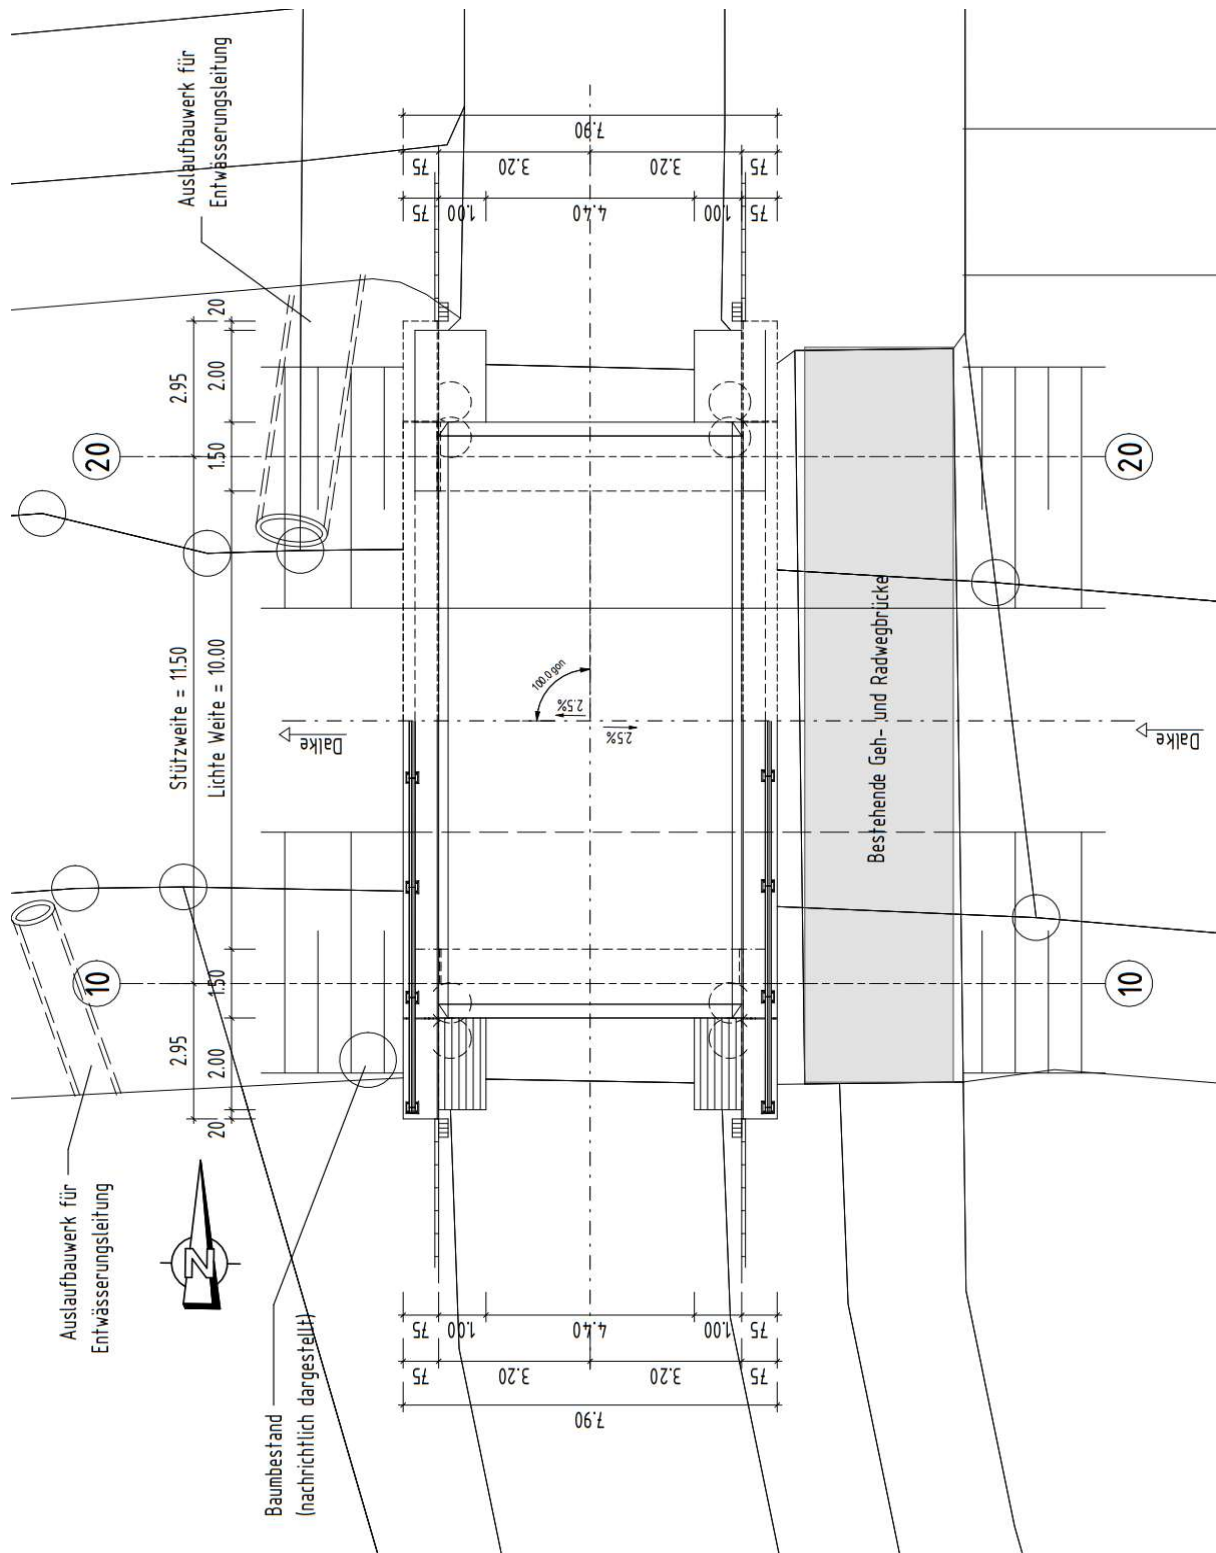 Auslaufbauwerk für
Entwässerungsleitung
7.90
75
3.20
3.20
75
75
1.00
4.40
1.00
75
20
2.95
2.00
20
1.50
20
Stützweite = 11.50
Lichte Weite = 10.00
100.0 gon
2.5%
2.5%
Dalke
Dalke
Bestehende Geh- und Radwegbrücke
10
1.50
10
2.95
2.00
20
Auslaufbauwerk für
Entwässerungsleitung
N
Baumbestand
(nachrichtlich dargestellt)
75
1.00
4.40
1.00
75
75
3.20
3.20
75
7.90